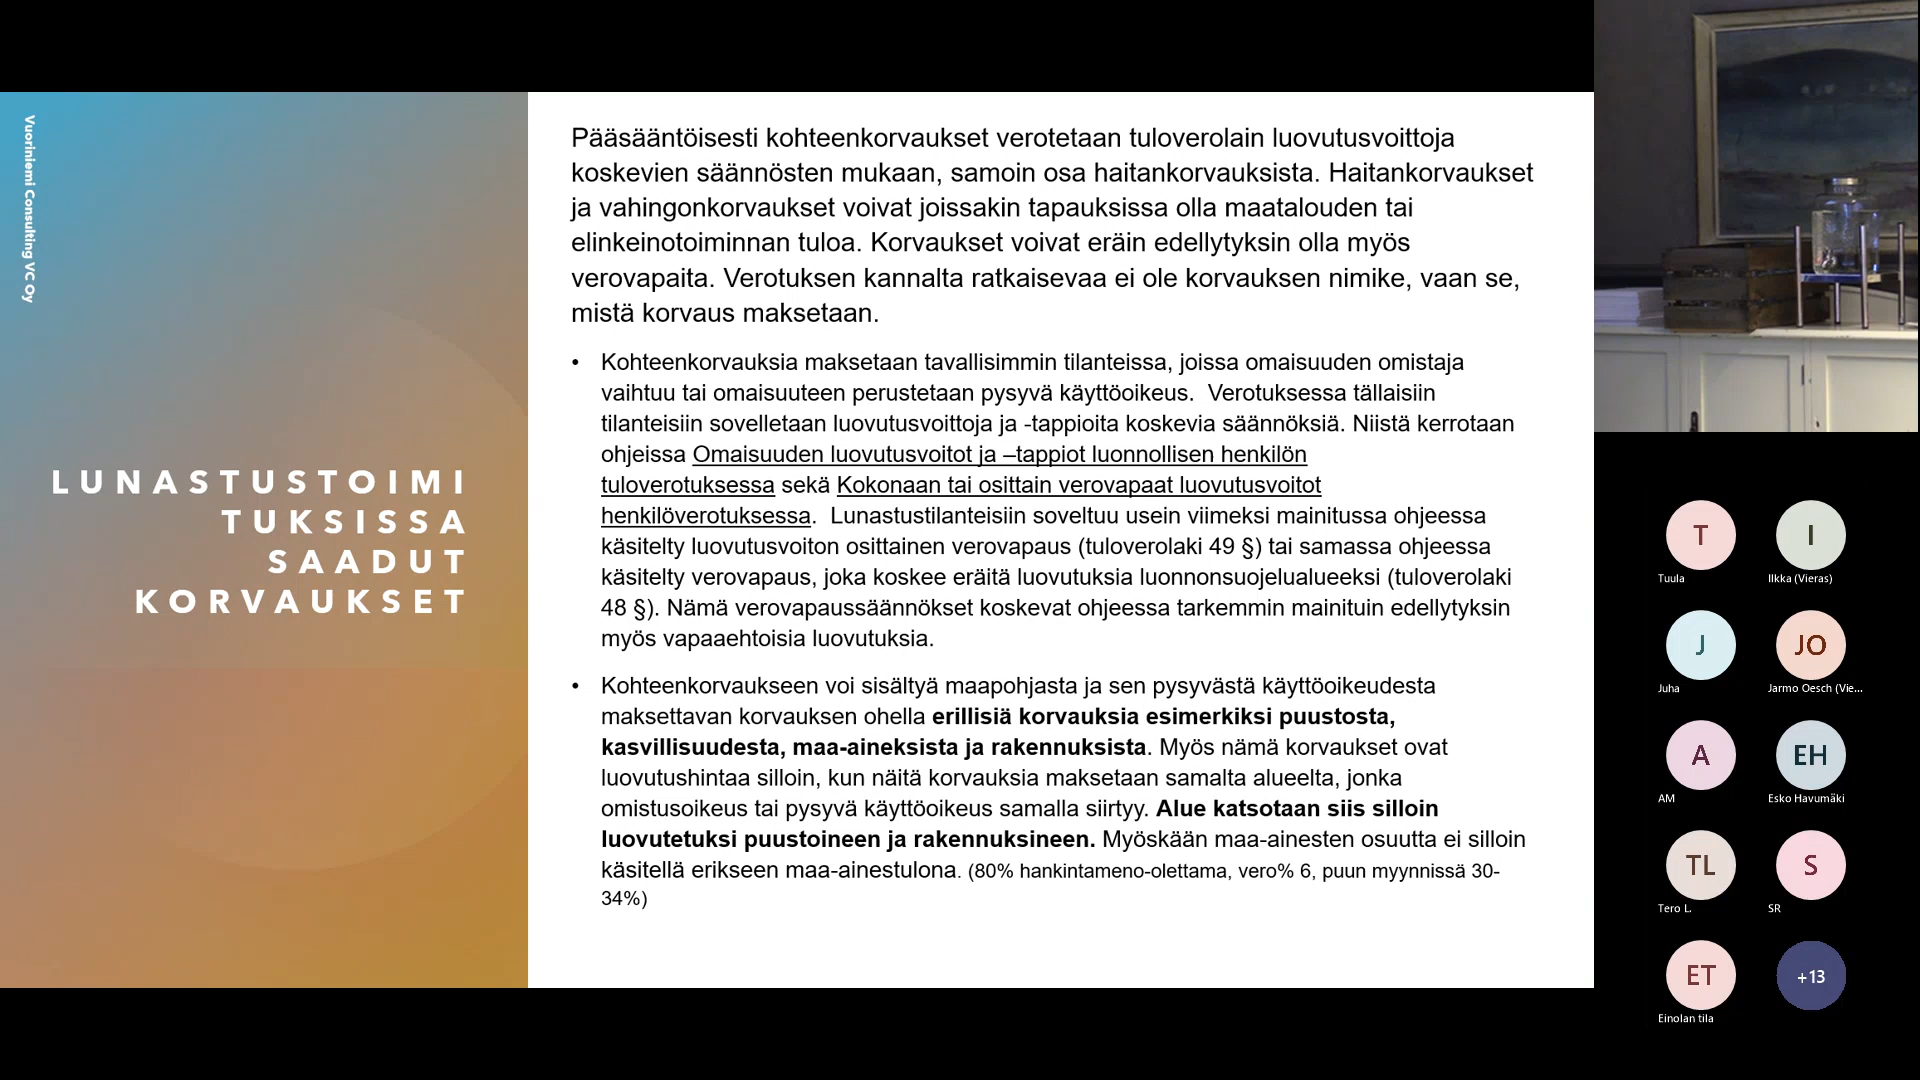 Vuoriniemi Consulting VC Oy
LUNASTUSTOIMI
TUKSISSA
SAADUT
KORVAUKSET
Pääsääntöisesti kohteenkorvaukset verotetaan tuloverolain luovutusvoittoja
koskevien säännösten mukaan, samoin osa haitankorvauksista. Haitankorvaukset
ja vahingonkorvaukset voivat joissakin tapauksissa olla maatalouden tai
elinkeinotoiminnan tuloa. Korvaukset voivat eräin edellytyksin olla myös
verovapaita. Verotuksen kannalta ratkaisevaa ei ole korvauksen nimike, vaan se,
mistä korvaus maksetaan.
• Kohteenkorvauksia maksetaan tavallisimmin tilanteissa, joissa omaisuuden omistaja
vaihtuu tai omaisuuteen perustetaan pysyvä käyttöoikeus. Verotuksessa tällaisiin
tilanteisiin sovelletaan luovutusvoittoja ja -tappioita koskevia säännöksiä. Niistä kerrotaan
ohjeissa Omaisuuden luovutusvoitot ja –tappiot luonnollisen henkilön
tuloverotuksessa sekä Kokonaan tai osittain verovapaat luovutusvoitot
henkilöverotuksessa. Lunastustilanteisiin soveltuu usein viimeksi mainitussa ohjeessa
käsitelty luovutusvoiton osittainen verovapaus (tuloverolaki 49 §) tai samassa ohjeessa
käsitelty verovapaus, joka koskee eräitä luovutuksia luonnonsuojelualueeksi (tuloverolaki
48 §). Nämä verovapaussäännökset koskevat ohjeessa tarkemmin mainituin edellytyksin
myös vapaaehtoisia luovutuksia.
• Kohteenkorvaukseen voi sisältyä maapohjasta ja sen pysyvästä käyttöoikeudesta
maksettavan korvauksen ohella erillisiä korvauksia esimerkiksi puustosta,
kasvillisuudesta, maa-aineksista ja rakennuksista. Myös nämä korvaukset ovat
luovutushintaa silloin, kun näitä korvauksia maksetaan samalta alueelta, jonka
omistusoikeus tai pysyvä käyttöoikeus samalla siirtyy. Alue katsotaan siis silloin
luovutetuksi puustoineen ja rakennuksineen. Myöskään maa-ainesten osuutta ei silloin
käsitellä erikseen maa-ainestulona. (80% hankintameno-olettama, vero% 6, puun myynnissä 30-
34%)
T I
Tuula Ilkka (Vieras)
J JO
Juha Jarmo Oesch (Vie...
A EH
AM Esko Havumäki
TL S
Tero L. SR
ET +13
Einolan tila